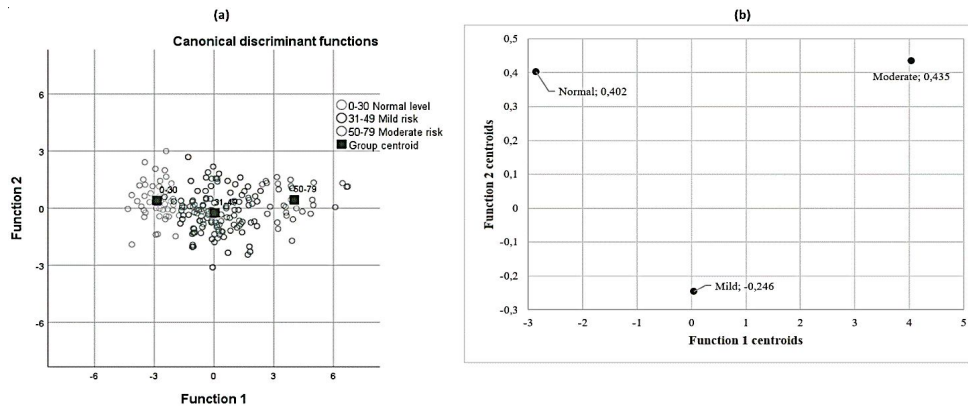 (a)
Canonical discriminant functions
6
3
0
-3
-6
-6
-3
0
3
6
Function 2
Function 1
0-30 Normal level
31-49 Mild risk
50-79 Moderate risk
Group centroid
0-30
31-49
50-79
(b)
0,5
0,4
0,3
0,2
0,1
0
-0,1
-0,2
-0,3
-3
-2
-1
0
1
2
3
4
5
Function 2 centroids
Function 1 centroids
Normal; 0,402
Moderate; 0,435
Mild; -0,246